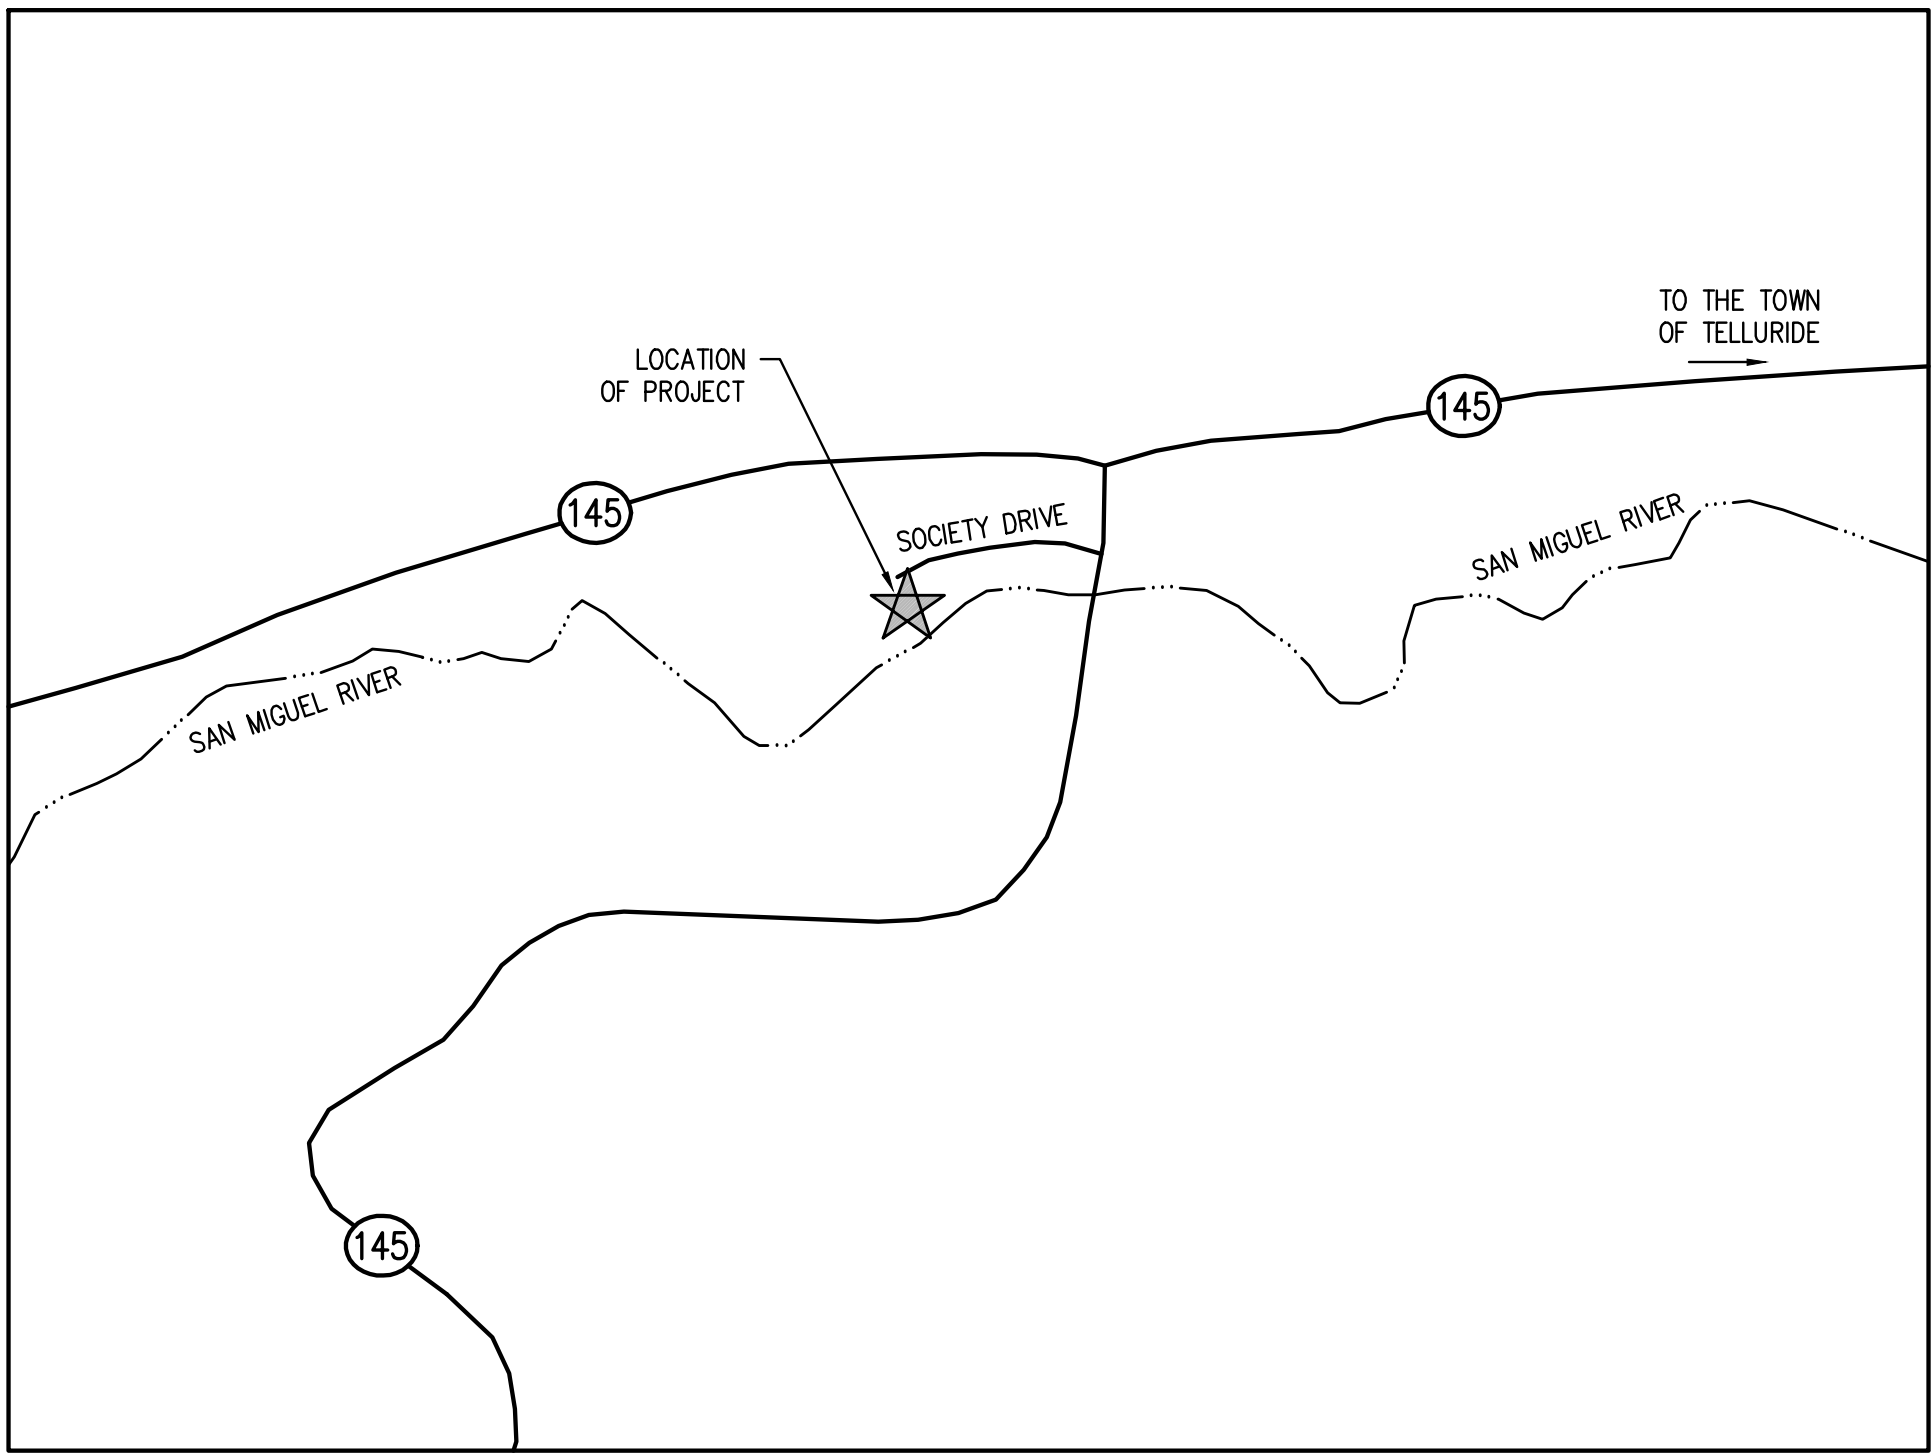 TO THE TOWN
OF TELLURIDE
LOCATION
OF PROJECT
145
145
SOCIETY DRIVE
SAN MIGUEL RIVER
SAN MIGUEL RIVER
145